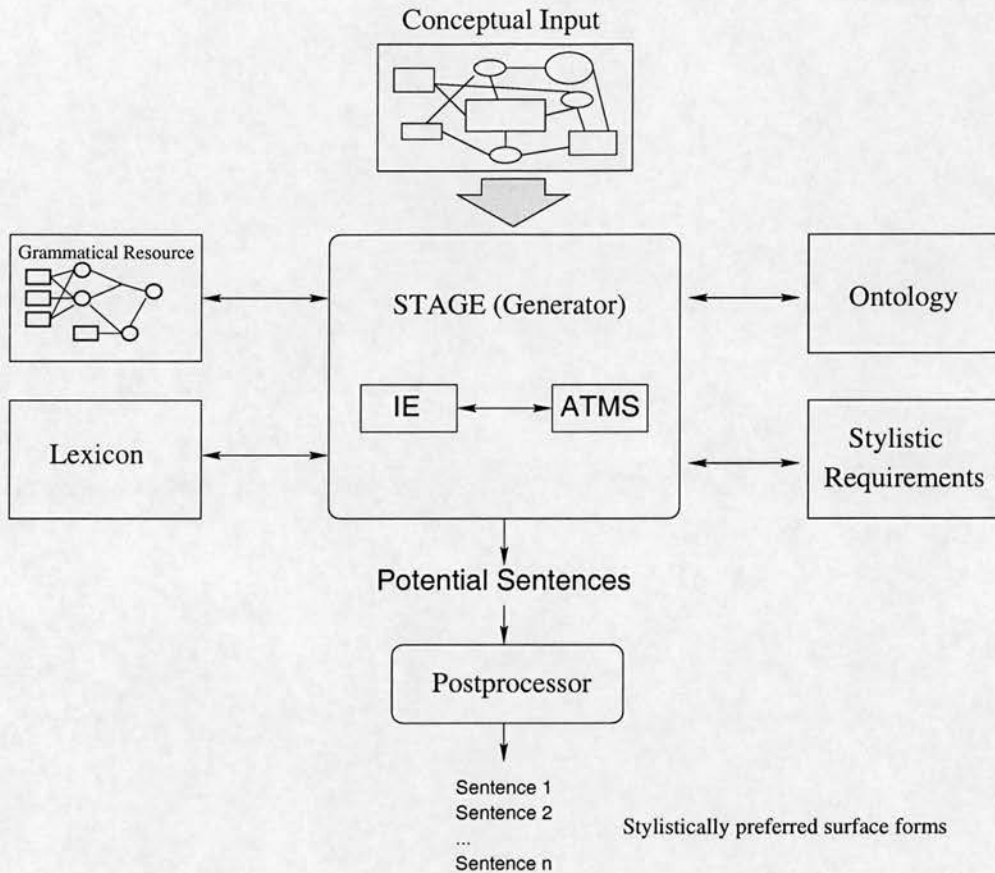 Conceptual Input
Grammatical Resource
STAGE (Generator)
Ontology
IE
ATMS
Lexicon
Stylistic
Requirements
Potential Sentences
Postprocessor
Sentence 1
Sentence 2
...
Sentence n
Stylistically preferred surface forms